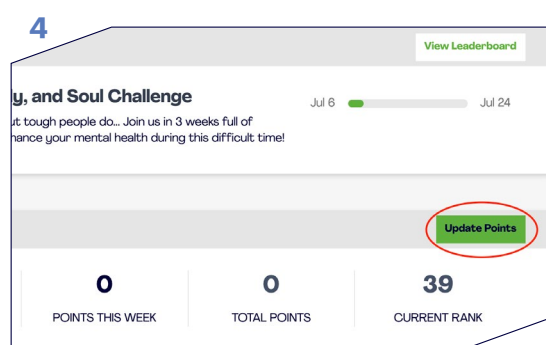 4
View Leaderboard
y, and Soul Challenge
Jul 6
Jul 24
ut tough people do... Join us in 3 weeks full of
hance your mental health during this difficult time!
Update Points
0
0
39
POINTS THIS WEEK
TOTAL POINTS
CURRENT RANK